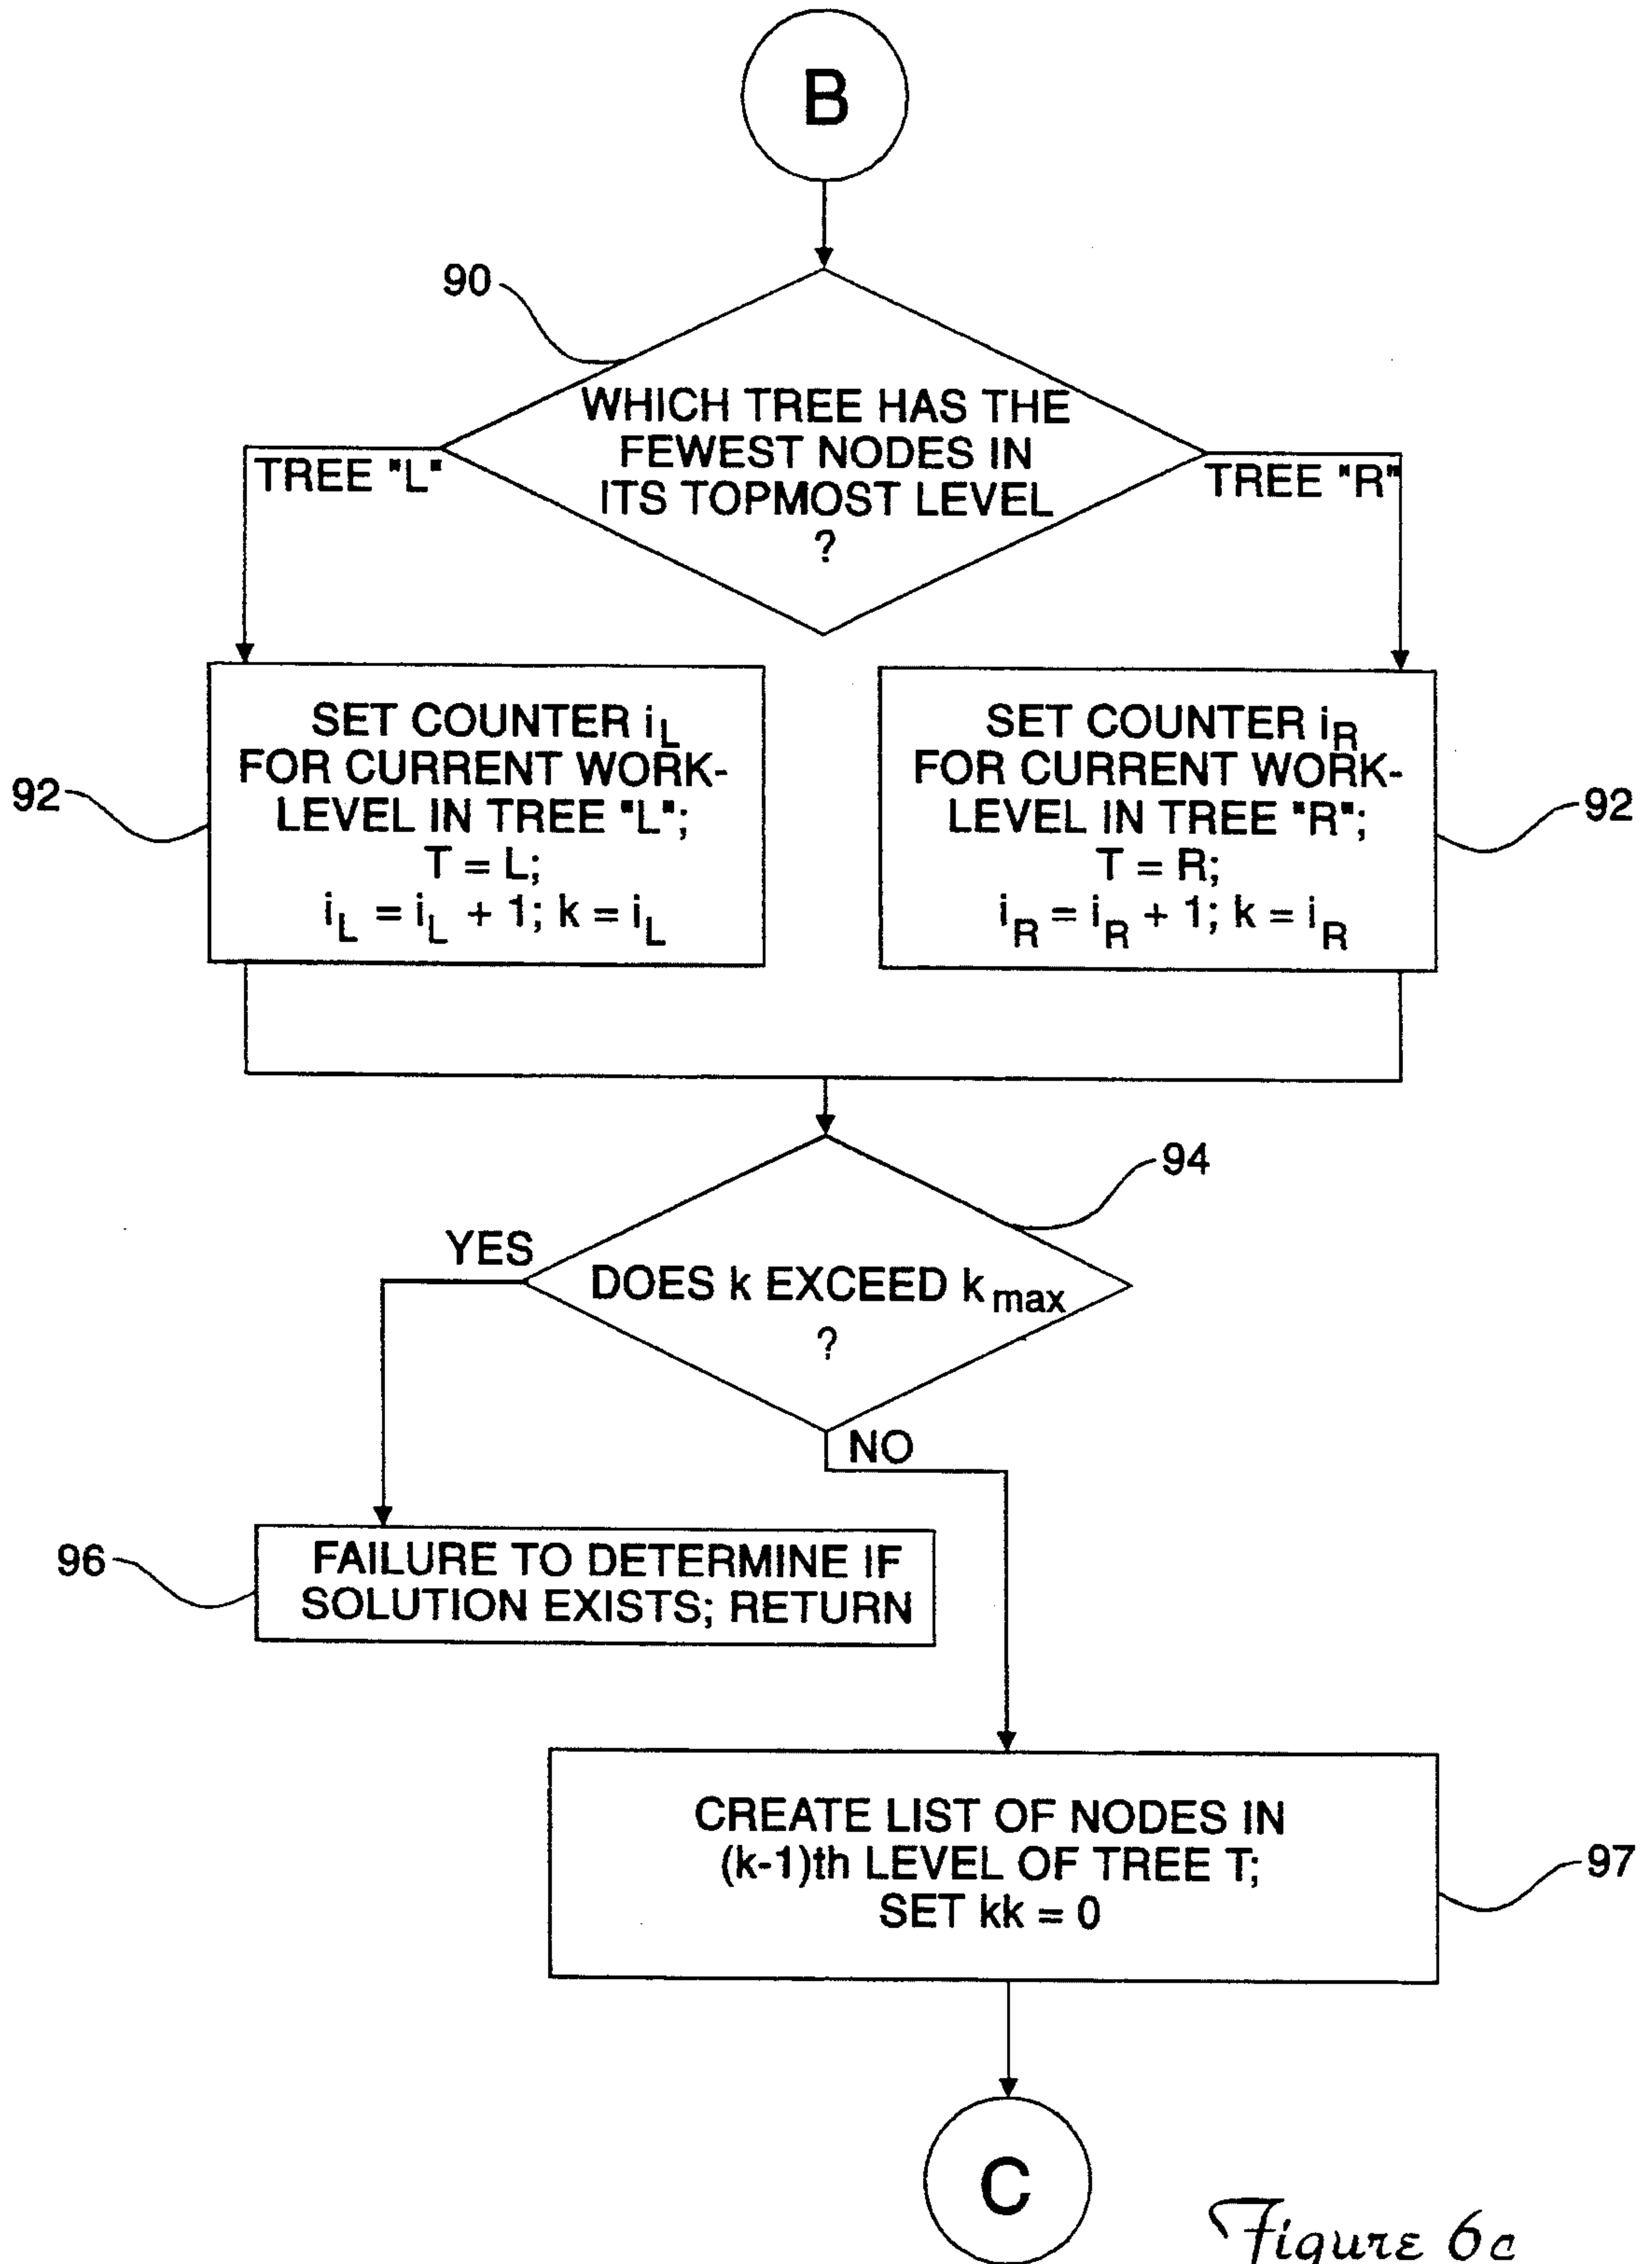 B
90
WHICH TREE HAS THE
FEWEST NODES IN
ITS TOPMOST LEVEL
?
TREE "L"
TREE "R"
SET COUNTER iL
FOR CURRENT WORK-
LEVEL IN TREE "L";
T = L;
iL = iL + 1; k = iL
92
SET COUNTER iR
FOR CURRENT WORK-
LEVEL IN TREE "R";
T = R;
iR = iR + 1; k = iR
92
94
YES
DOES k EXCEED kmax
?
NO
96
FAILURE TO DETERMINE IF
SOLUTION EXISTS; RETURN
CREATE LIST OF NODES IN
(k-1)th LEVEL OF TREE T;
SET kk = 0
97
C
Figure 6c